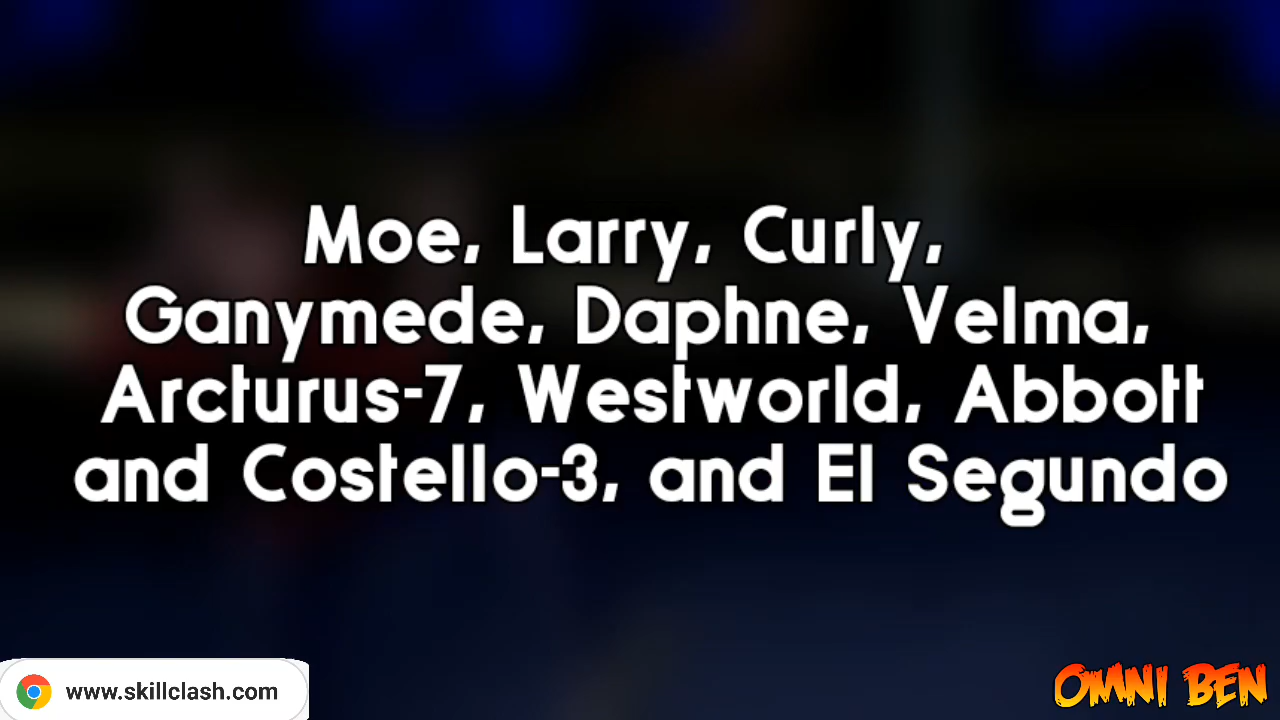 Moe, Larry, Curly,
Ganymede, Daphne, Velma,
Arcturus-7, Westworld, Abbott
and Costello-3, and El Segundo
www.skillclash.com
OMNI BEN